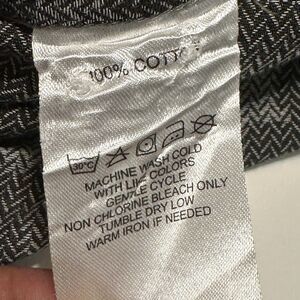 100% COTTON
30°C
MACHINE WASH COLD
WITH LIKE COLORS
GENTLE CYCLE
NON CHLORINE BLEACH ONLY
TUMBLE DRY LOW
WARM IRON IF NEEDED